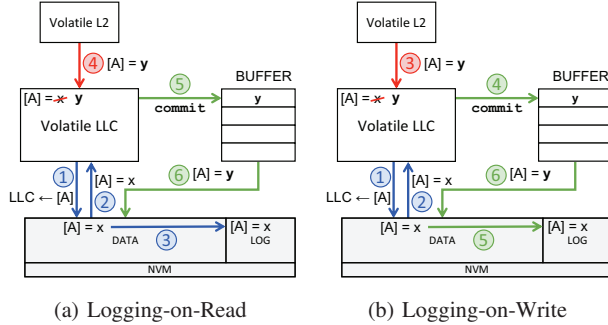 Volatile L2
④ [A] = y
[A] = x y
Volatile LLC
⑤
commit
BUFFER
y
①
LLC ← [A]
②
[A] = x
⑥ [A] = y
[A] = x
DATA
③
[A] = x
LOG
NVM
(a) Logging-on-Read
Volatile L2
③ [A] = y
[A] = x y
Volatile LLC
④
commit
BUFFER
y
①
LLC ← [A]
②
[A] = x
⑥ [A] = y
[A] = x
DATA
⑤
[A] = x
LOG
NVM
(b) Logging-on-Write